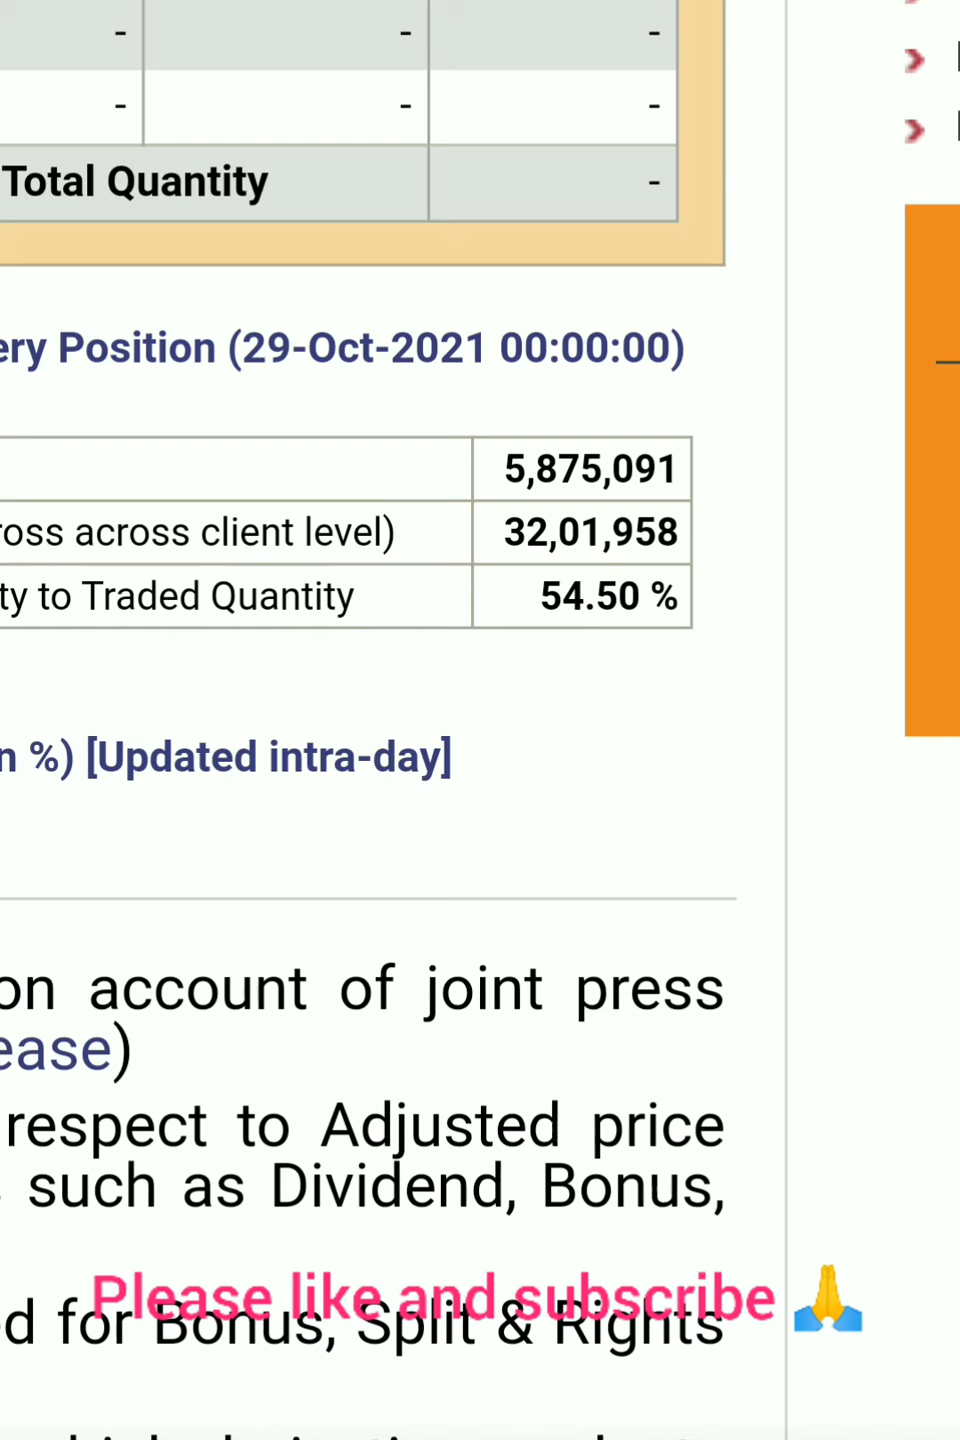 - - -
- - -
Total Quantity -
ery Position (29-Oct-2021 00:00:00)
5,875,091
ross across client level) 32,01,958
ty to Traded Quantity 54.50 %
n %) [Updated intra-day]
on account of joint press
ease)
respect to Adjusted price
such as Dividend, Bonus,
Please like and subscribe 🙏
d for Bonus, Split & Rights